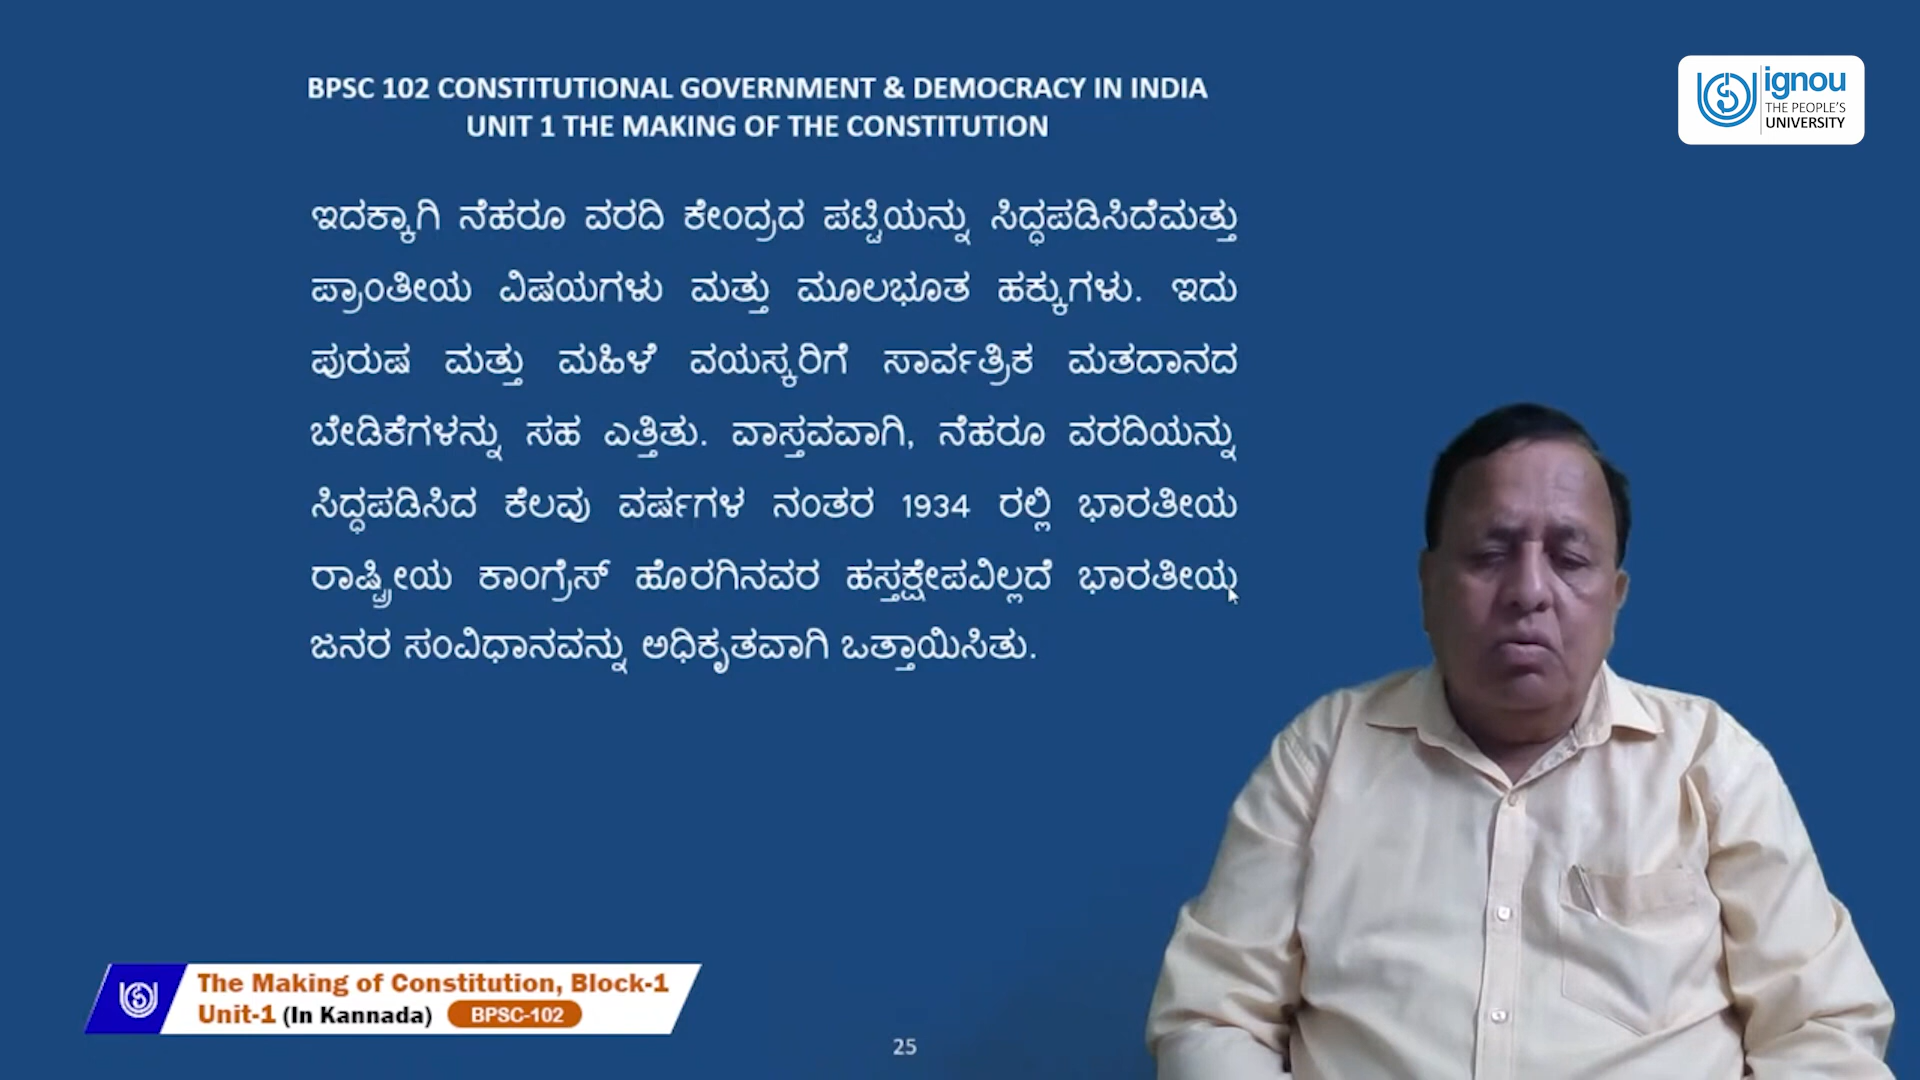 BPSC 102 CONSTITUTIONAL GOVERNMENT & DEMOCRACY IN INDIA
UNIT 1 THE MAKING OF THE CONSTITUTION
ignou
THE PEOPLE'S
UNIVERSITY
ಇದಕ್ಕಾಗಿ ನೆಹರೂ ವರದಿ ಕೇಂದ್ರದ ಪಟ್ಟಿಯನ್ನು ಸಿದ್ಧಪಡಿಸಿದೆಮತ್ತು
ಪ್ರಾಂತೀಯ ವಿಷಯಗಳು ಮತ್ತು ಮೂಲಭೂತ ಹಕ್ಕುಗಳು. ಇದು
ಪುರುಷ ಮತ್ತು ಮಹಿಳೆ ವಯಸ್ಕರಿಗೆ ಸಾರ್ವತ್ರಿಕ ಮತದಾನದ
ಬೇಡಿಕೆಗಳನ್ನು ಸಹ ಎತ್ತಿತು. ವಾಸ್ತವವಾಗಿ, ನೆಹರೂ ವರದಿಯನ್ನು
ಸಿದ್ಧಪಡಿಸಿದ ಕೆಲವು ವರ್ಷಗಳ ನಂತರ 1934 ರಲ್ಲಿ ಭಾರತೀಯ
ರಾಷ್ಟ್ರೀಯ ಕಾಂಗ್ರೆಸ್ ಹೊರಗಿನವರ ಹಸ್ತಕ್ಷೇಪವಿಲ್ಲದೆ ಭಾರತೀಯ
ಜನರ ಸಂವಿಧಾನವನ್ನು ಅಧಿಕೃತವಾಗಿ ಒತ್ತಾಯಿಸಿತು.
The Making of Constitution, Block-1
Unit-1 (In Kannada) BPSC-102
25